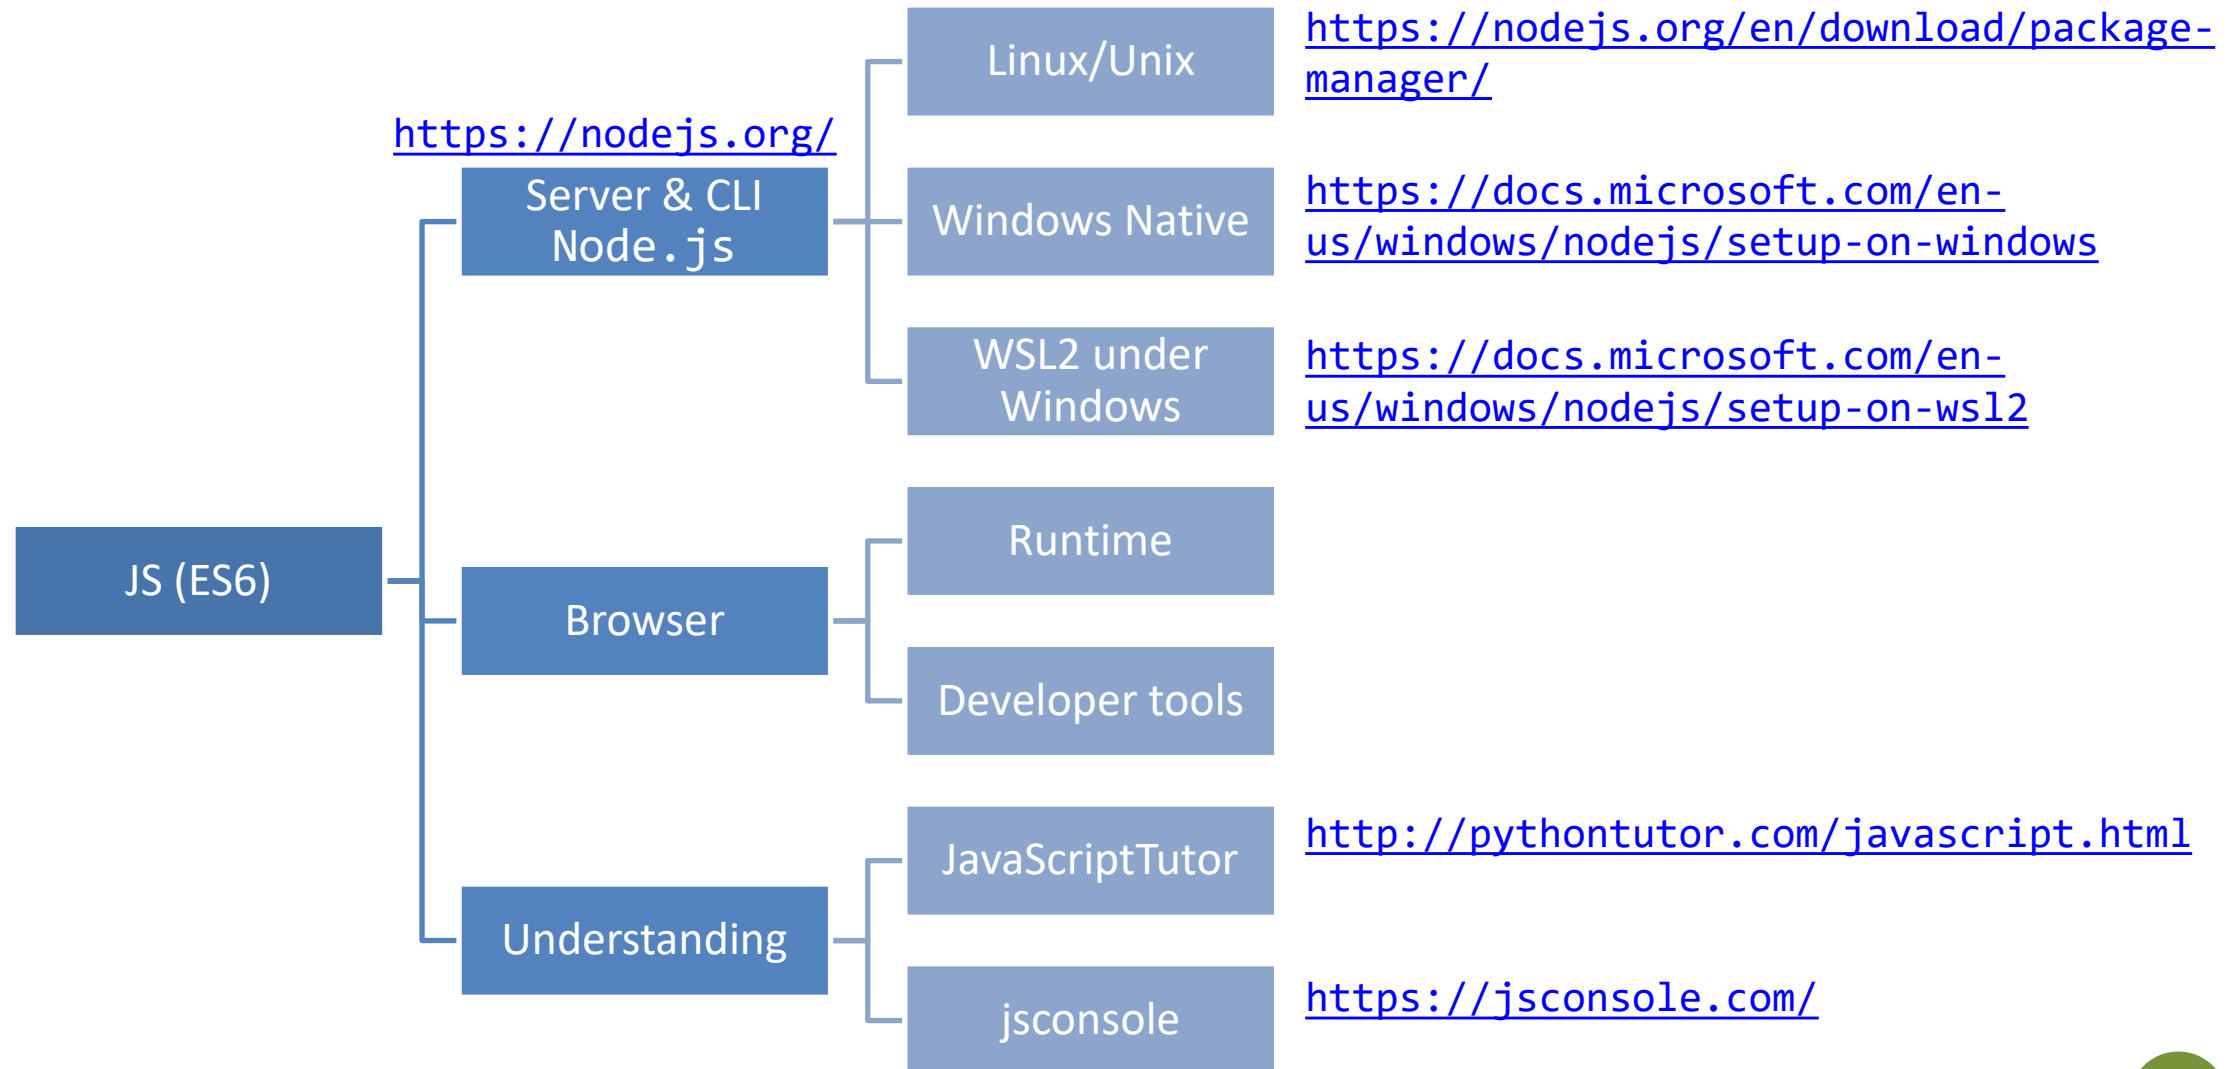 Linux/Unix
https://nodejs.org/en/download/package-
manager/
https://nodejs.org/
Server & CLI
Node.js
Windows Native
https://docs.microsoft.com/en-
us/windows/nodejs/setup-on-windows
WSL2 under
Windows
https://docs.microsoft.com/en-
us/windows/nodejs/setup-on-wsl2
JS (ES6)
Browser
Runtime
Developer tools
Understanding
JavaScriptTutor
http://pythontutor.com/javascript.html
jsconsole
https://jsconsole.com/